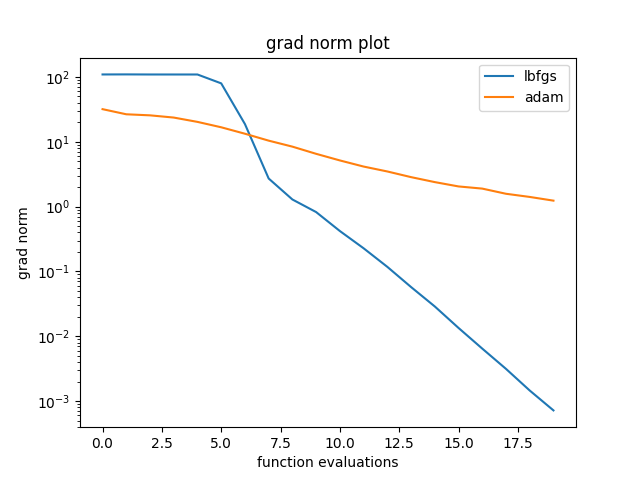 grad norm plot
lbfgs
adam
grad norm
10²
10¹
10⁰
10⁻¹
10⁻²
10⁻³
0.0 2.5 5.0 7.5 10.0 12.5 15.0 17.5
function evaluations